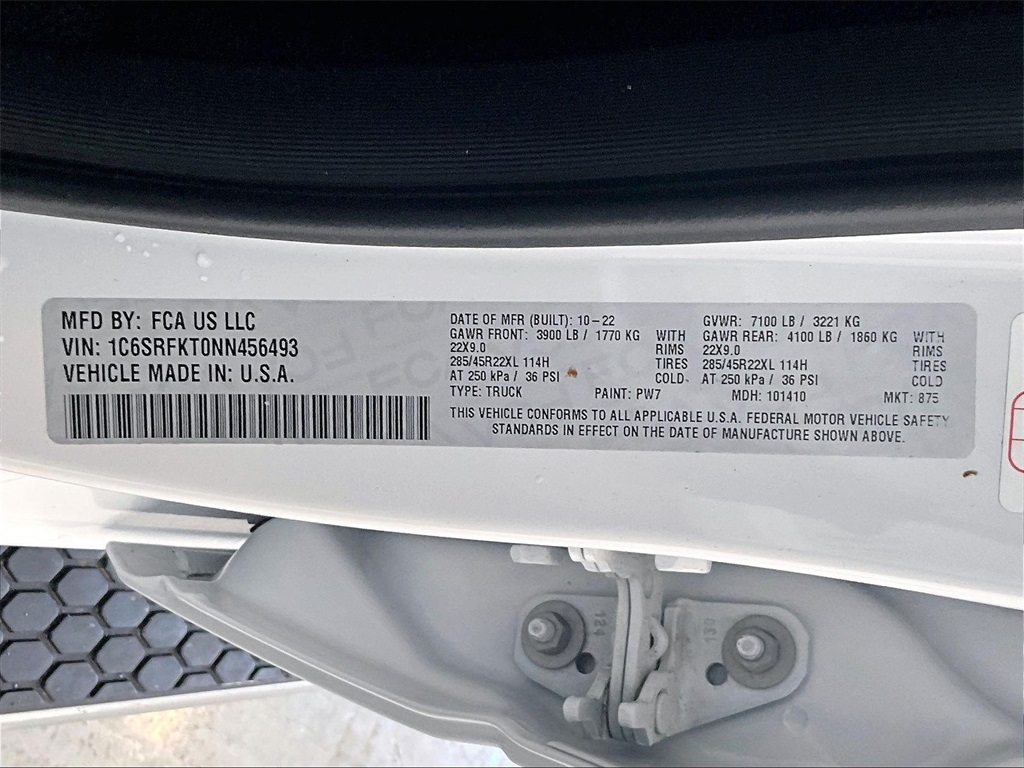 MFD BY: FCA US LLC
VIN: 1C6SRFKT0NN456493
VEHICLE MADE IN: U.S.A.
DATE OF MFR (BUILT): 10-22
GAWR FRONT: 3900 LB / 1770 KG WITH
22X9.0 RIMS
285/45R22XL 114H TIRES
AT 250 kPa / 36 PSI COLD
TYPE: TRUCK PAINT: PW7
GVWR: 7100 LB / 3221 KG
GAWR REAR: 4100 LB / 1860 KG WITH
22X9.0 RIMS
285/45R22XL 114H TIRES
AT 250 kPa / 36 PSI COLD
MDH: 101410 MKT: 875
THIS VEHICLE CONFORMS TO ALL APPLICABLE U.S.A. FEDERAL MOTOR VEHICLE SAFETY
STANDARDS IN EFFECT ON THE DATE OF MANUFACTURE SHOWN ABOVE.
124
130